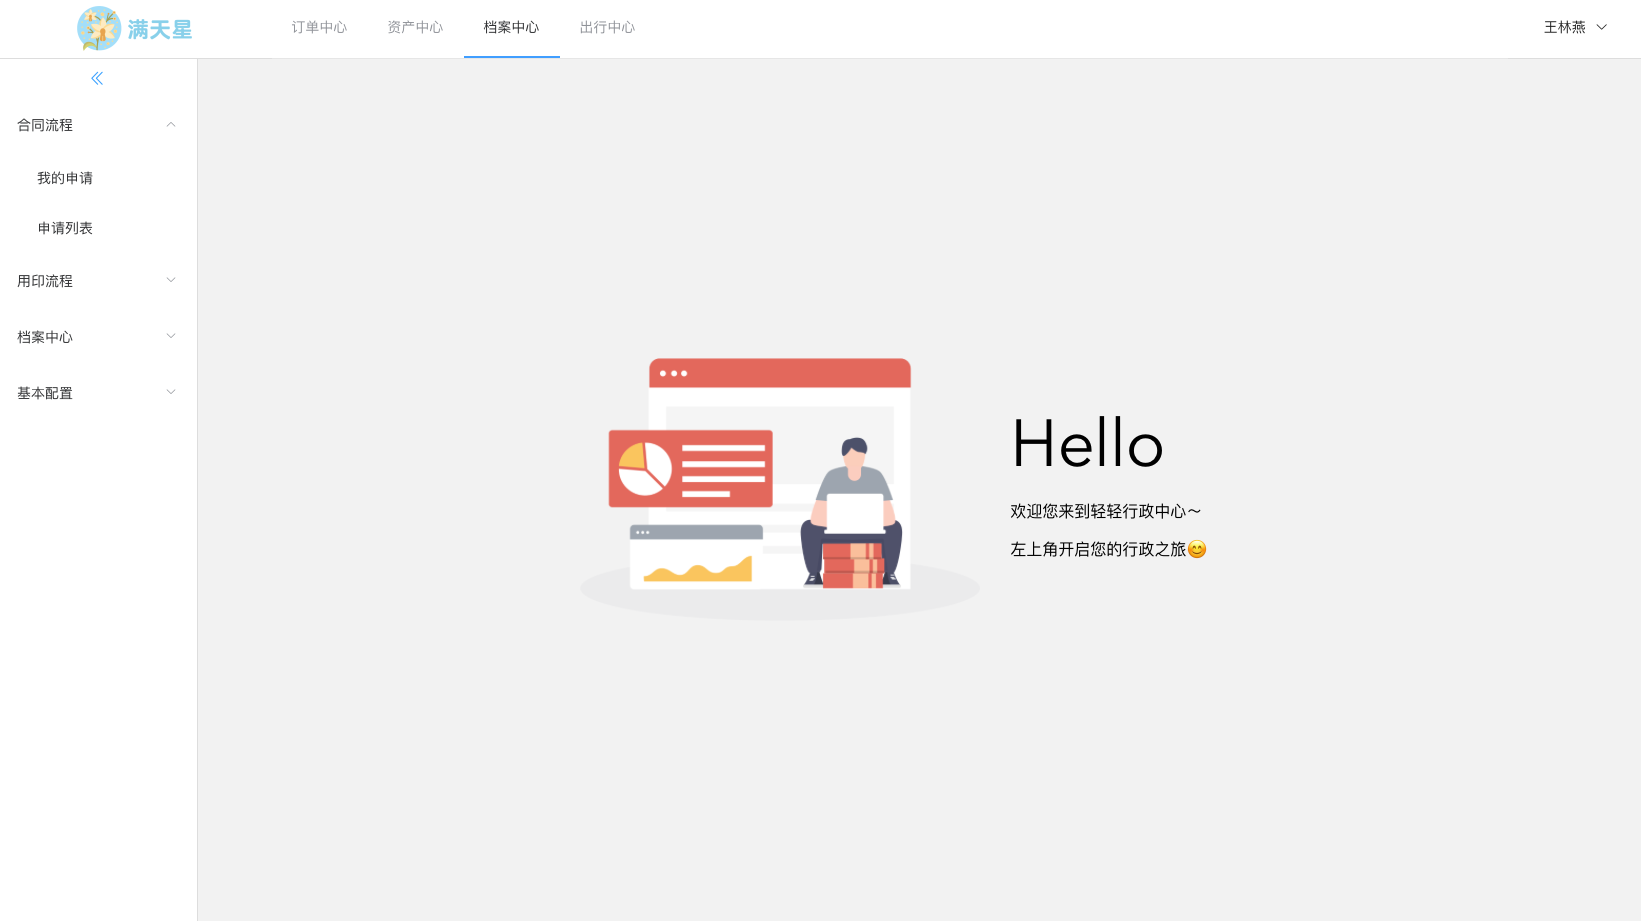 满天星
订单中心
资产中心
档案中心
出行中心
王林燕
合同流程
我的申请
申请列表
用印流程
档案中心
基本配置
Hello
欢迎您来到轻轻行政中心～
左上角开启您的行政之旅😊